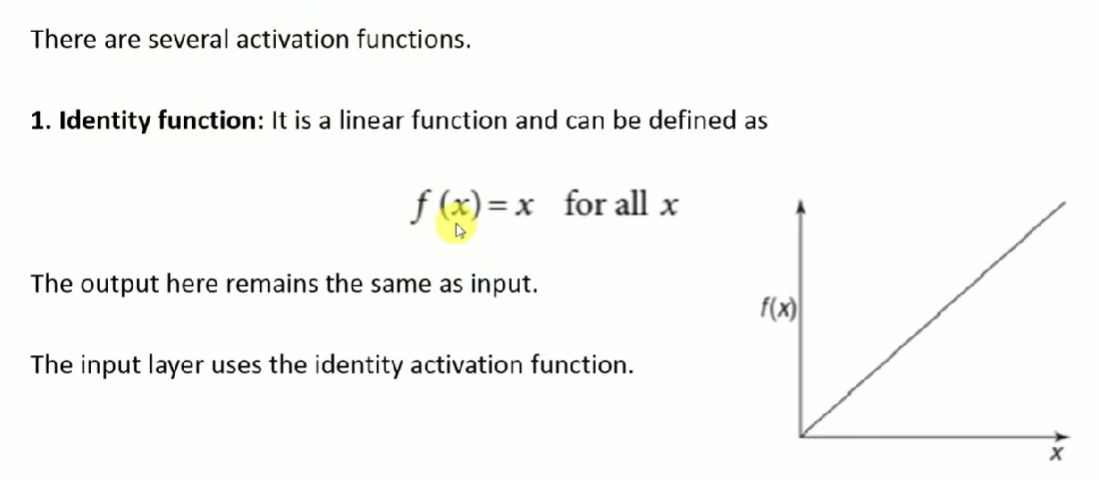 There are several activation functions.
1. Identity function: It is a linear function and can be defined as
f (x) = x for all x
The output here remains the same as input.
f(x)
The input layer uses the identity activation function.
x